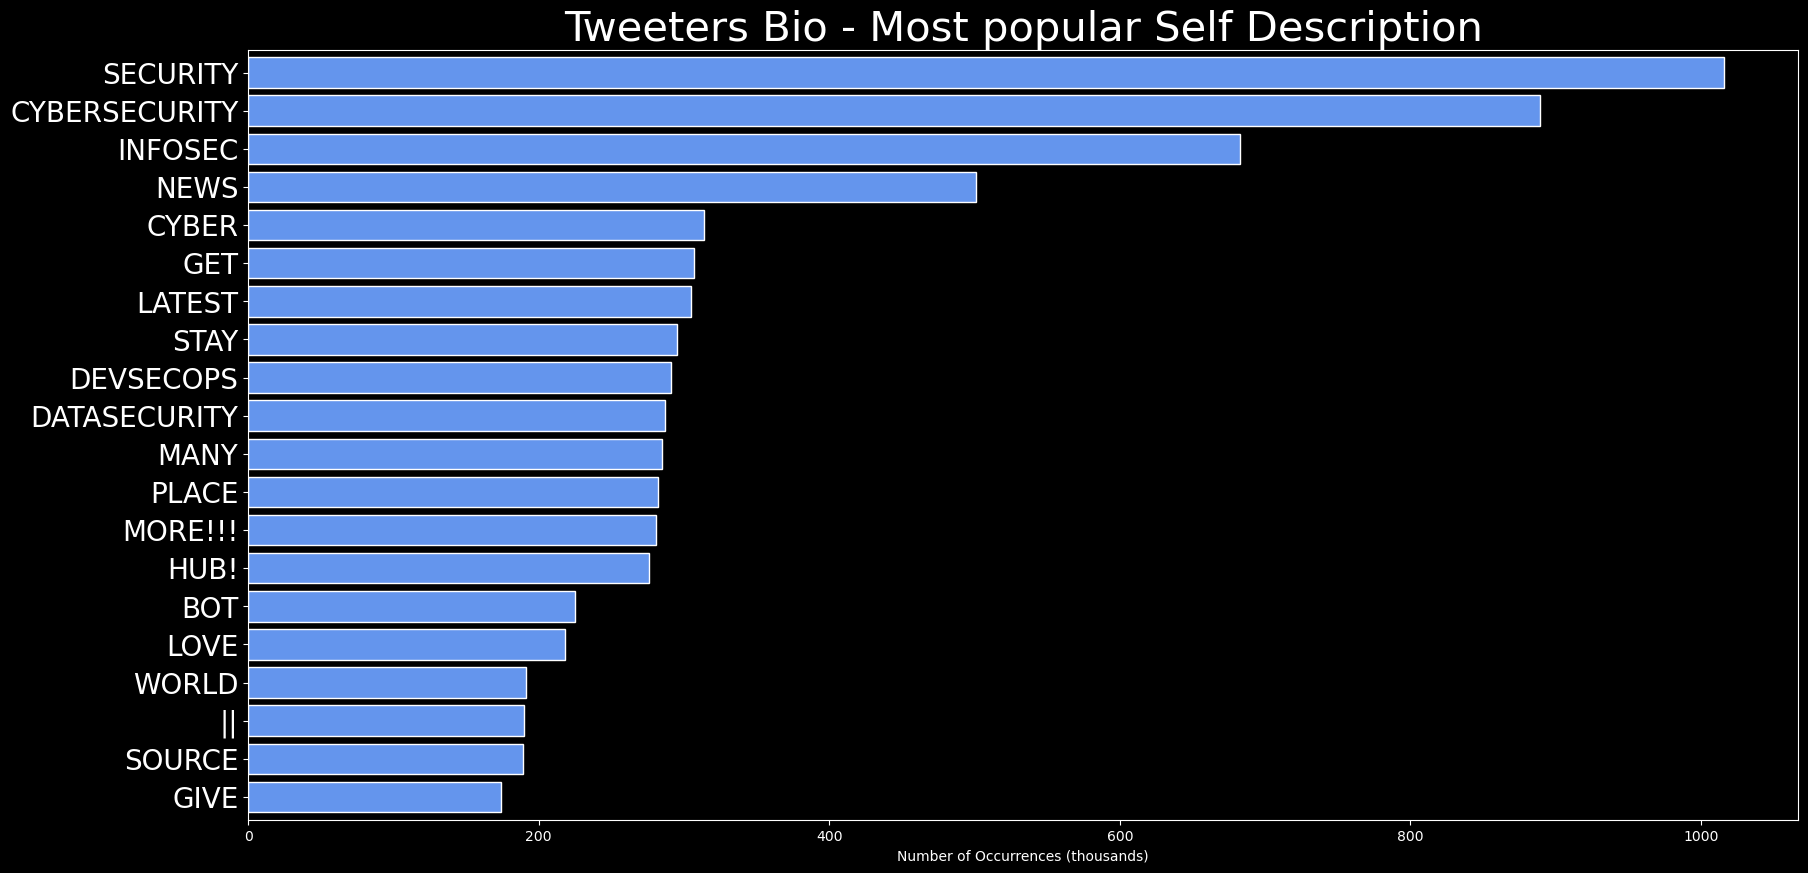 Tweeters Bio - Most popular Self Description
SECURITY
CYBERSECURITY
INFOSEC
NEWS
CYBER
GET
LATEST
STAY
DEVSECOPS
DATASECURITY
MANY
PLACE
MORE!!!
HUB!
BOT
LOVE
WORLD
||
SOURCE
GIVE
0 200 400 600 800 1000
Number of Occurrences (thousands)